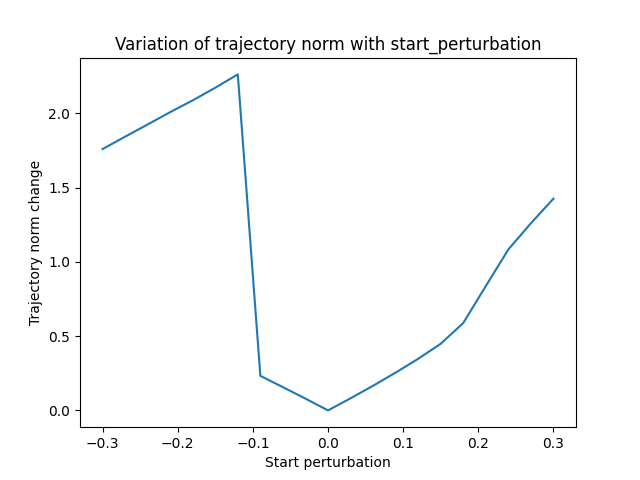 Variation of trajectory norm with start_perturbation
Trajectory norm change
2.0
1.5
1.0
0.5
0.0
−0.3 −0.2 −0.1 0.0 0.1 0.2 0.3
Start perturbation